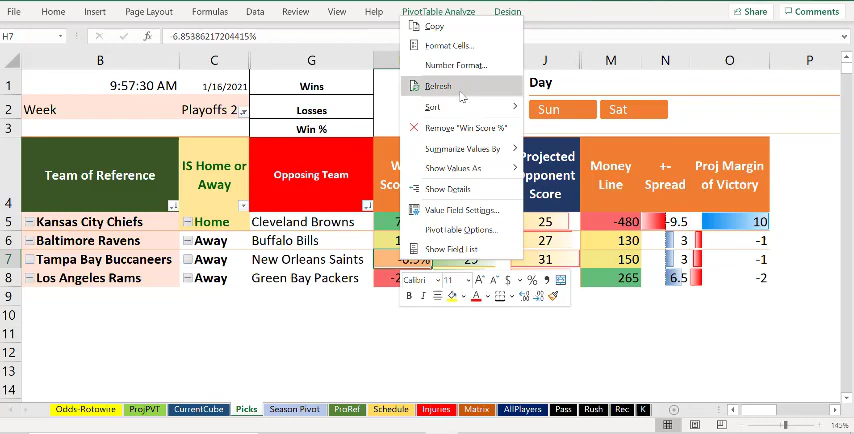 File Home Insert Page Layout Formulas Data Review View Help PivotTable Analyze Design Share Comments
H7 fx -6.85386217204415%
B C G J M N O P
1 9:57:30 AM 1/16/2021 Wins Day
2 Week Playoffs 2 Losses Sun Sat
3 Win %
4 Team of Reference IS Home or Away Opposing Team Projected Opponent Score Money Line +- Spread Proj Margin of Victory
5 Kansas City Chiefs Home Cleveland Browns 25 -480 -9.5 10
6 Baltimore Ravens Away Buffalo Bills 27 130 3 -1
7 Tampa Bay Buccaneers Away New Orleans Saints 31 150 3 -1
8 Los Angeles Rams Away Green Bay Packers 265 6.5 -2
9
10
11
12
13
14
Copy
Format Cells...
Number Format...
Refresh
Sort
Remove "Win Score %"
Summarize Values By
Show Values As
Show Details
Value Field Settings...
PivotTable Options...
Show Field List
Calibri 11 A A $ % ,
B I A
Odds-Rotowire ProjPVT CurrentCube Picks Season Pivot ProRef Schedule Injuries Matrix AllPlayers Pass Rush Rec K
145%